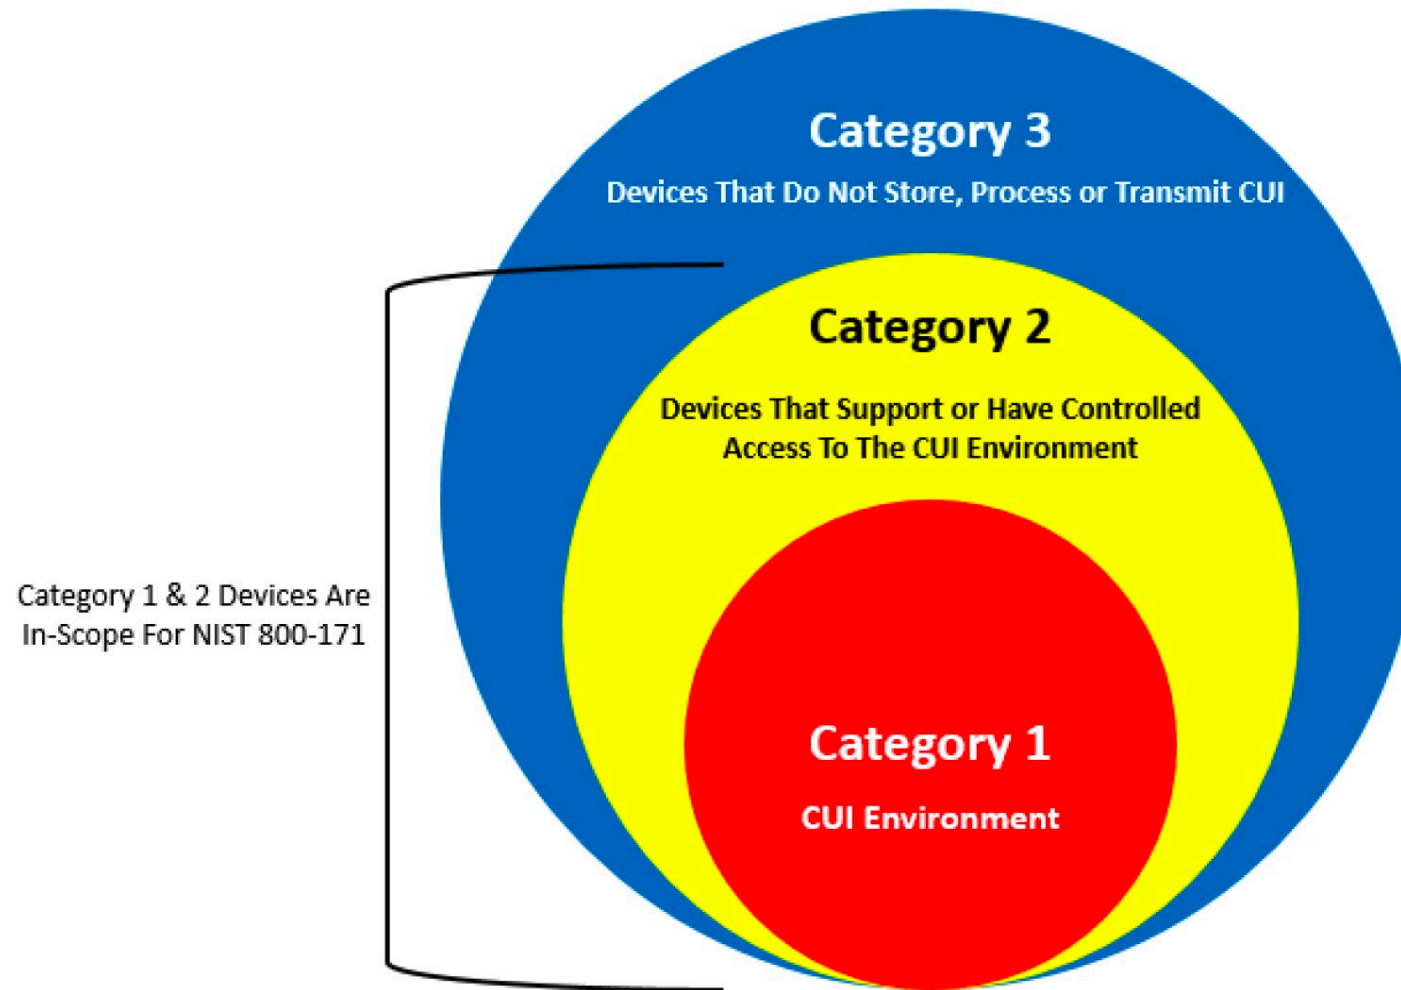 Category 3
Devices That Do Not Store, Process or Transmit CUI
Category 2
Devices That Support or Have Controlled
Access To The CUI Environment
Category 1 & 2 Devices Are
In-Scope For NIST 800-171
Category 1
CUI Environment